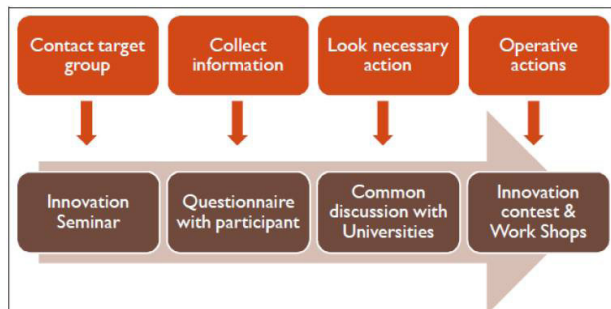 Contact target
group
Collect
information
Look necessary
action
Operative
actions
Innovation
Seminar
Questionnaire
with participant
Common
discussion with
Universities
Innovation
contest &
Work Shops